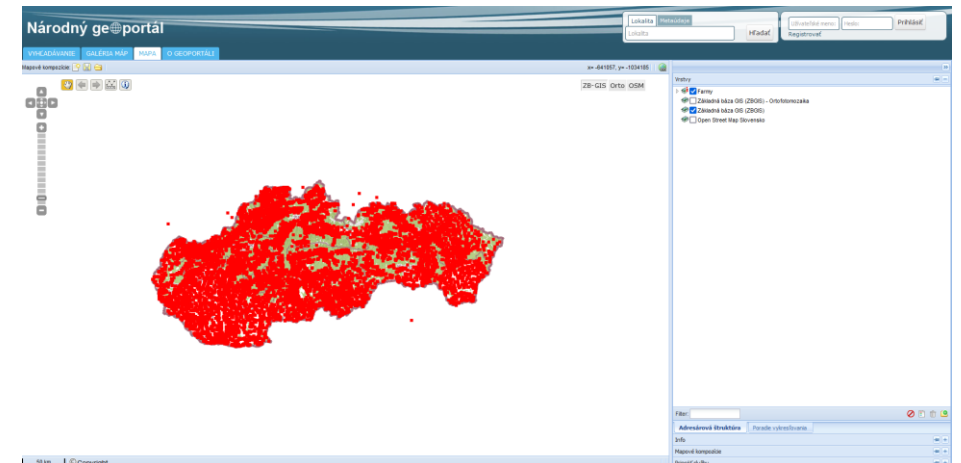 Národný geoportál
Lokalita Metaúdaje
Lokalita
Hľadať
Užívateľské meno: Heslo: Prihlásiť
Registrovať
VYHĽADÁVANIE GALÉRIA MÁP MAPA O GEOPORTÁLI
Mapové kompozície:
x= -641057, y= -1034185
ZB-GIS Orto OSM
Vrstvy
Farmy
Základná báza GIS (ZBGIS) - Ortofotomozaika
Základná báza GIS (ZBGIS)
Open Street Map Slovensko
Filter:
Adresárová štruktúra Poradie vykresľovania
Info
Mapové kompozície
50 km © Copyright